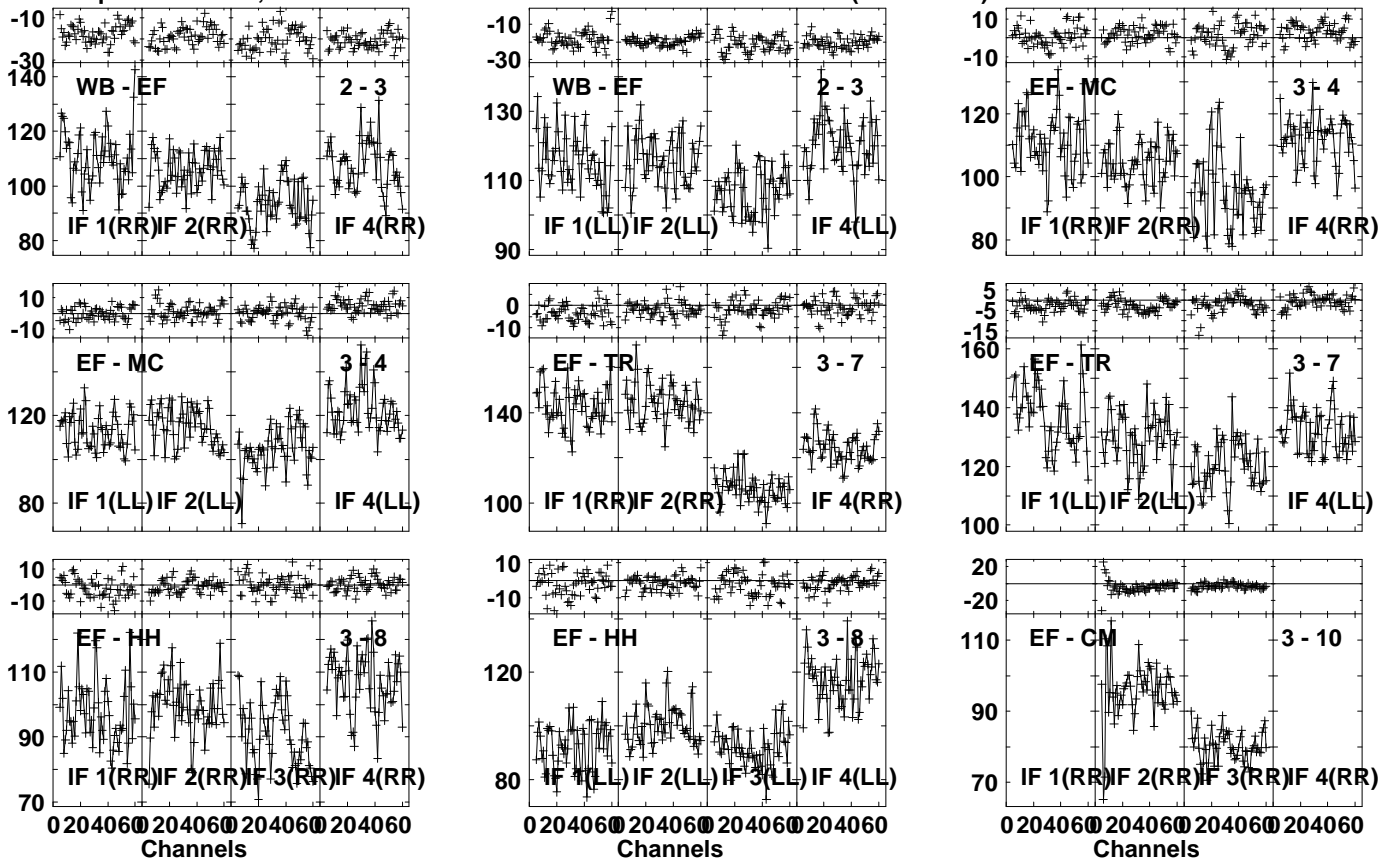 -10
-30
140
120
100
80
WB - EF 2 - 3
IF 1(RR) IF 2(RR) IF 4(RR)
-10
-30
130
110
90
WB - EF 2 - 3
IF 1(LL) IF 2(LL) IF 4(LL)
10
-10
120
100
80
EF - MC 3 - 4
IF 1(RR) IF 2(RR) IF 4(RR)
10
-10
120
80
EF - MC 3 - 4
IF 1(LL) IF 2(LL) IF 4(LL)
0
-10
140
100
EF - TR 3 - 7
IF 1(RR) IF 2(RR) IF 4(RR)
5
-5
-15
160
140
120
100
EF - TR 3 - 7
IF 1(LL) IF 2(LL) IF 4(LL)
10
-10
110
90
70
EF - HH 3 - 8
IF 1(RR) IF 2(RR) IF 3(RR) IF 4(RR)
0 20 40 60 0 20 40 60 0 20 40 60 0 20 40 60
Channels
10
-10
120
80
EF - HH 3 - 8
IF 1(LL) IF 2(LL) IF 3(LL) IF 4(LL)
0 20 40 60 0 20 40 60 0 20 40 60 0 20 40 60
Channels
20
-20
110
90
70
EF - CM 3 - 10
IF 1(RR) IF 2(RR) IF 3(RR) IF 4(RR)
0 20 40 60 0 20 40 60 0 20 40 60 0 20 40 60
Channels